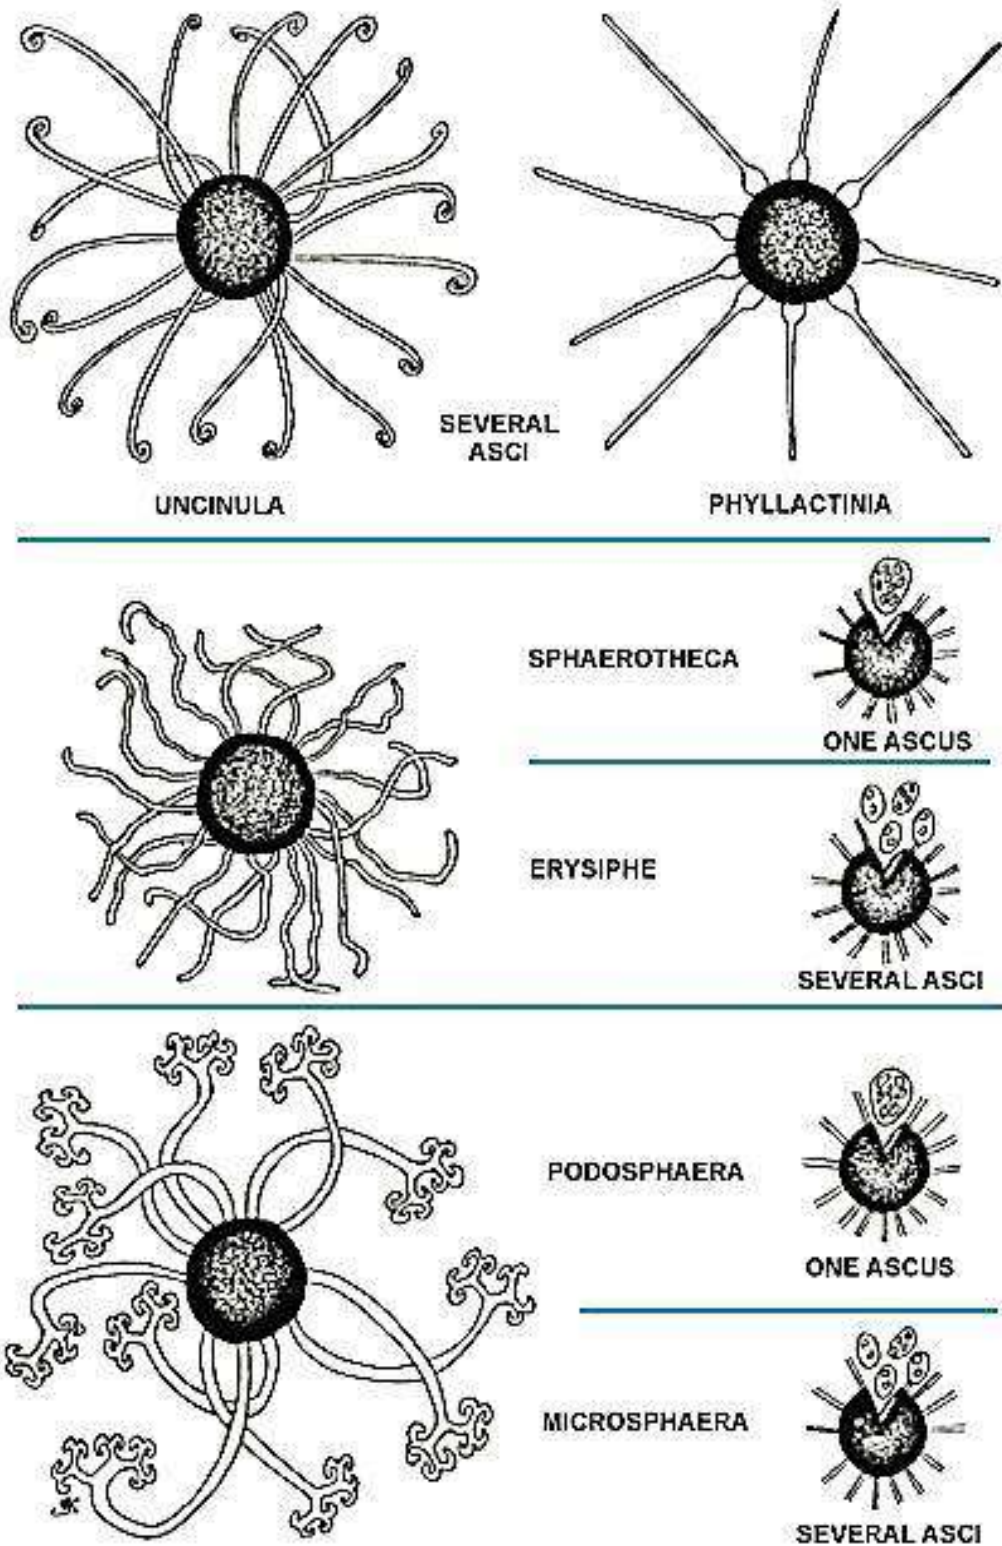 SEVERAL
ASCI
UNCINULA
PHYLLACTINIA
SPHAEROTHECA
ONE ASCUS
ERYSIPHE
SEVERAL ASCI
PODOSPHAERA
ONE ASCUS
MICROSPHAERA
SEVERAL ASCI